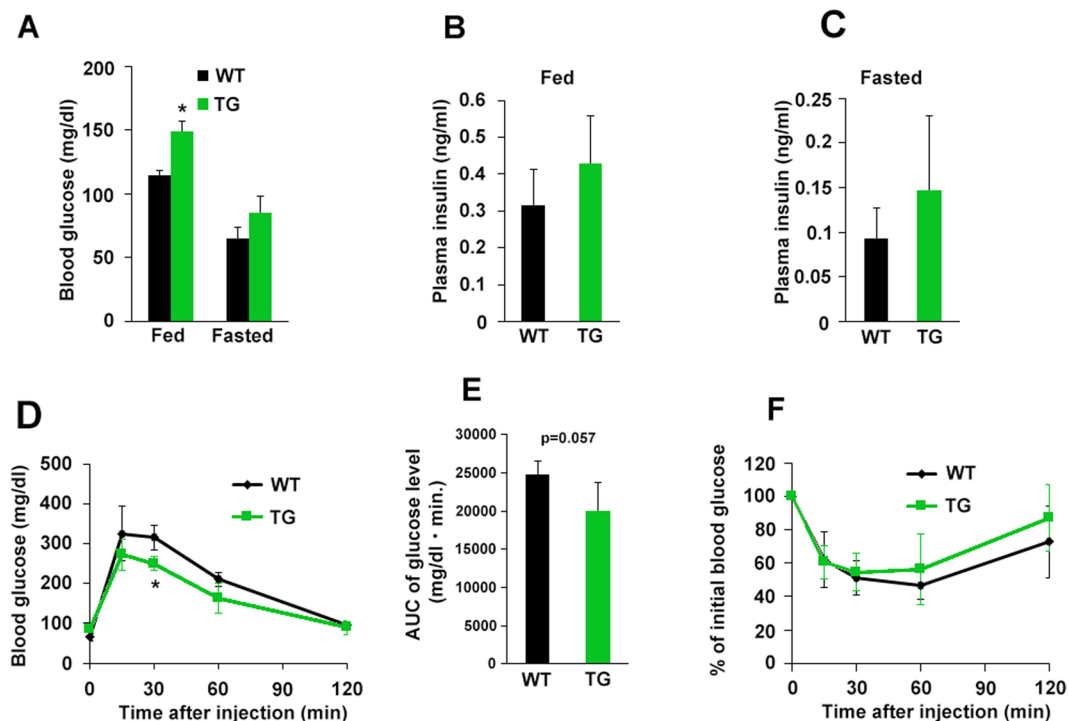 A
Blood glucose (mg/dl)
200
150
100
50
0
WT
TG
*
Fed
Fasted
B
Fed
Plasma insulin (ng/ml)
0.6
0.5
0.4
0.3
0.2
0.1
0
WT
TG
C
Fasted
Plasma insulin (ng/ml)
0.25
0.2
0.15
0.1
0.05
0
WT
TG
D
Blood glucose (mg/dl)
500
400
300
200
100
0
WT
TG
*
0
30
60
90
120
Time after injection (min)
E
AUC of glucose level
(mg/dl・min.)
30000
25000
20000
15000
10000
5000
0
p=0.057
WT
TG
F
% of initial blood glucose
120
100
80
60
40
20
0
WT
TG
0
30
60
90
120
Time after injection (min)